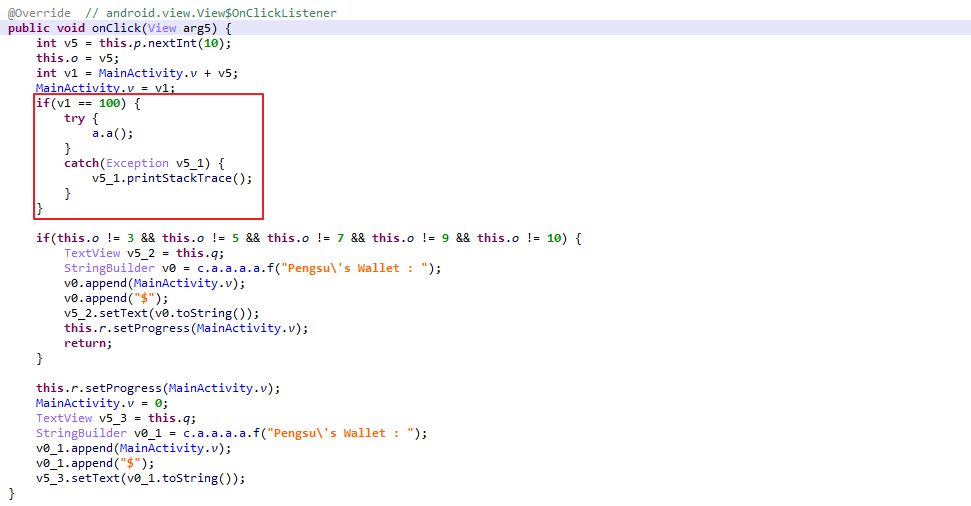 @Override  // android.view.View$OnClickListener
public void onClick(View arg5) {
    int v5 = this.p.nextInt(10);
    this.o = v5;
    int v1 = MainActivity.v + v5;
    MainActivity.v = v1;
    if(v1 == 100) {
        try {
            a.a();
        }
        catch(Exception v5_1) {
            v5_1.printStackTrace();
        }
    }

    if(this.o != 3 && this.o != 5 && this.o != 7 && this.o != 9 && this.o != 10) {
        TextView v5_2 = this.q;
        StringBuilder v0 = c.a.a.a.a.f("Pengsu\'s Wallet : ");
        v0.append(MainActivity.v);
        v0.append("$");
        v5_2.setText(v0.toString());
        this.r.setProgress(MainActivity.v);
        return;
    }

    this.r.setProgress(MainActivity.v);
    MainActivity.v = 0;
    TextView v5_3 = this.q;
    StringBuilder v0_1 = c.a.a.a.a.f("Pengsu\'s Wallet : ");
    v0_1.append(MainActivity.v);
    v0_1.append("$");
    v5_3.setText(v0_1.toString());
}